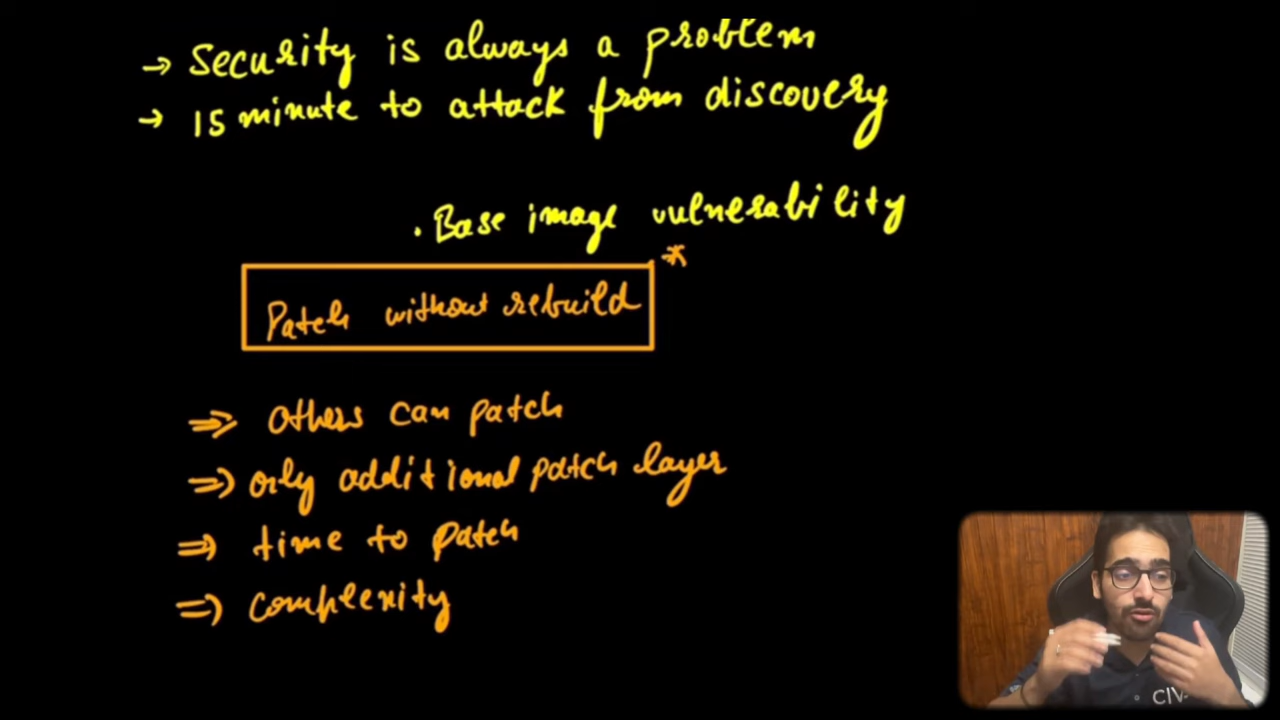 → Security is always a problem
→ 15 minute to attack from discovery
. Base image vulnerability
Patch without rebuild *
⇒ Others can patch
⇒ only additional patch layer
⇒ time to patch
⇒ complexity
CIV